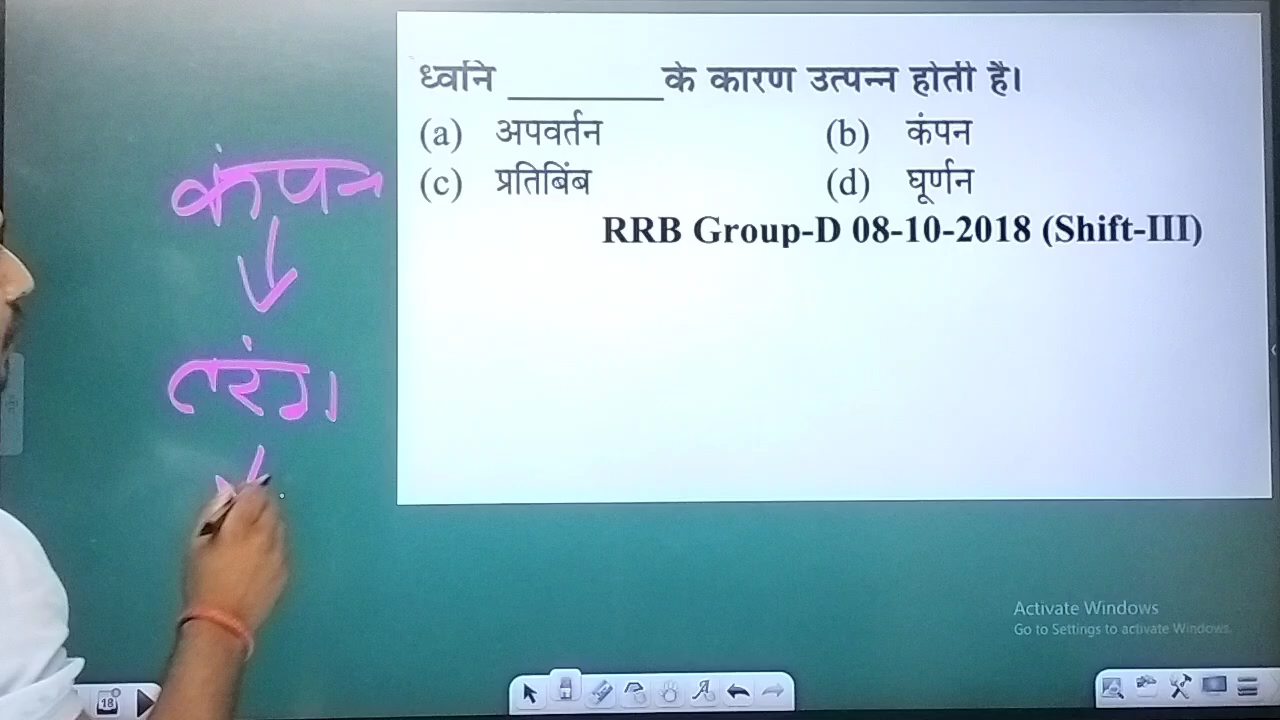 ध्वनि ________ के कारण उत्पन्न होती है।
(a) अपवर्तन (b) कंपन
(c) प्रतिबिंब (d) घूर्णन
RRB Group-D 08-10-2018 (Shift-III)
कंपन
तरंग।
Activate Windows
Go to Settings to activate Windows.
18